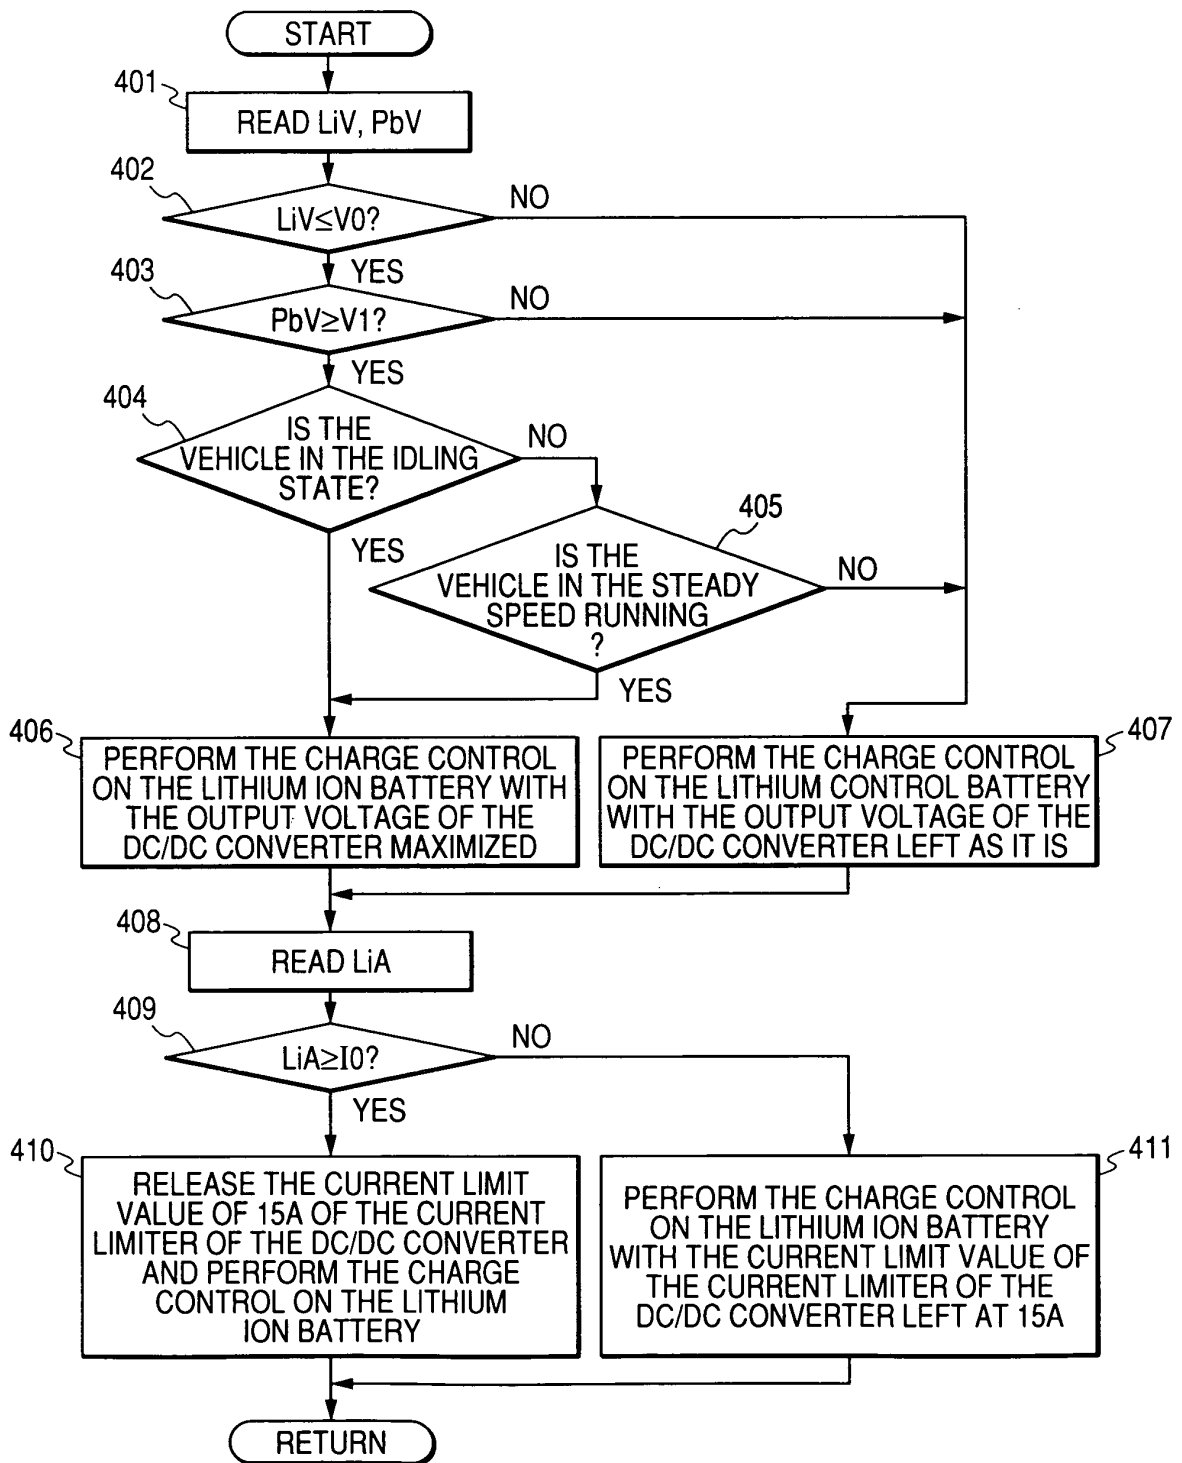 START
401
READ LiV, PbV
402
LiV≤V0?
NO
YES
403
PbV≥V1?
NO
YES
404
IS THE
VEHICLE IN THE IDLING
STATE?
NO
YES
405
IS THE
VEHICLE IN THE STEADY
SPEED RUNNING
?
NO
YES
406
PERFORM THE CHARGE CONTROL
ON THE LITHIUM ION BATTERY WITH
THE OUTPUT VOLTAGE OF THE
DC/DC CONVERTER MAXIMIZED
407
PERFORM THE CHARGE CONTROL
ON THE LITHIUM CONTROL BATTERY
WITH THE OUTPUT VOLTAGE OF THE
DC/DC CONVERTER LEFT AS IT IS
408
READ LiA
409
LiA≥I0?
NO
YES
410
RELEASE THE CURRENT LIMIT
VALUE OF 15A OF THE CURRENT
LIMITER OF THE DC/DC CONVERTER
AND PERFORM THE CHARGE
CONTROL ON THE LITHIUM
ION BATTERY
411
PERFORM THE CHARGE CONTROL
ON THE LITHIUM ION BATTERY
WITH THE CURRENT LIMIT VALUE OF
THE CURRENT LIMITER OF THE
DC/DC CONVERTER LEFT AT 15A
RETURN